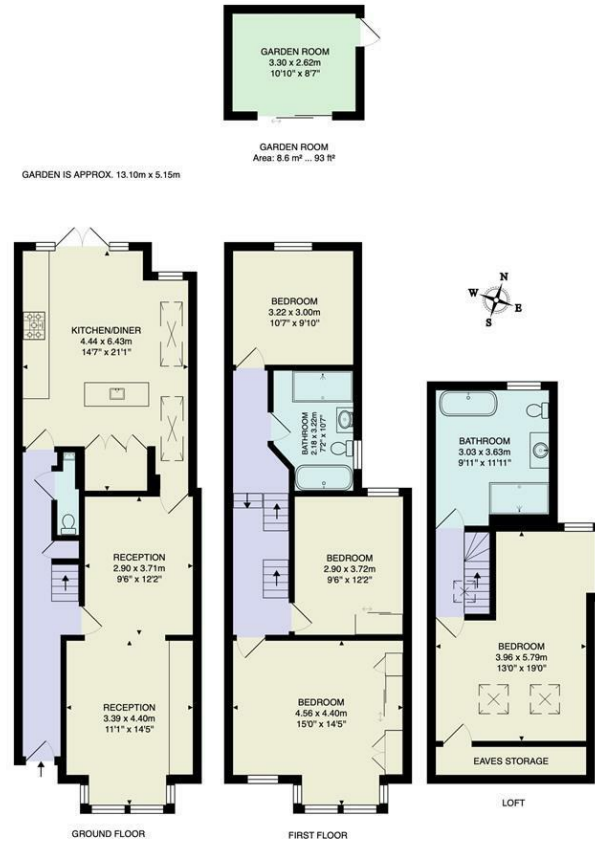 GARDEN ROOM
3.30 x 2.62m
10'10" x 8'7"
GARDEN ROOM
Area: 8.6 m² ... 93 ft²
GARDEN IS APPROX. 13.10m x 5.15m
KITCHEN/DINER
4.44 x 6.43m
14'7" x 21'1"
RECEPTION
2.90 x 3.71m
9'6" x 12'2"
RECEPTION
3.39 x 4.40m
11'1" x 14'5"
GROUND FLOOR
BEDROOM
3.22 x 3.00m
10'7" x 9'10"
BATHROOM
2.18 x 3.22m
7'2" x 10'7"
BEDROOM
2.90 x 3.72m
9'6" x 12'2"
BEDROOM
4.56 x 4.40m
15'0" x 14'5"
FIRST FLOOR
N
W
E
S
BATHROOM
3.03 x 3.63m
9'11" x 11'11"
BEDROOM
3.96 x 5.79m
13'0" x 19'0"
EAVES STORAGE
LOFT